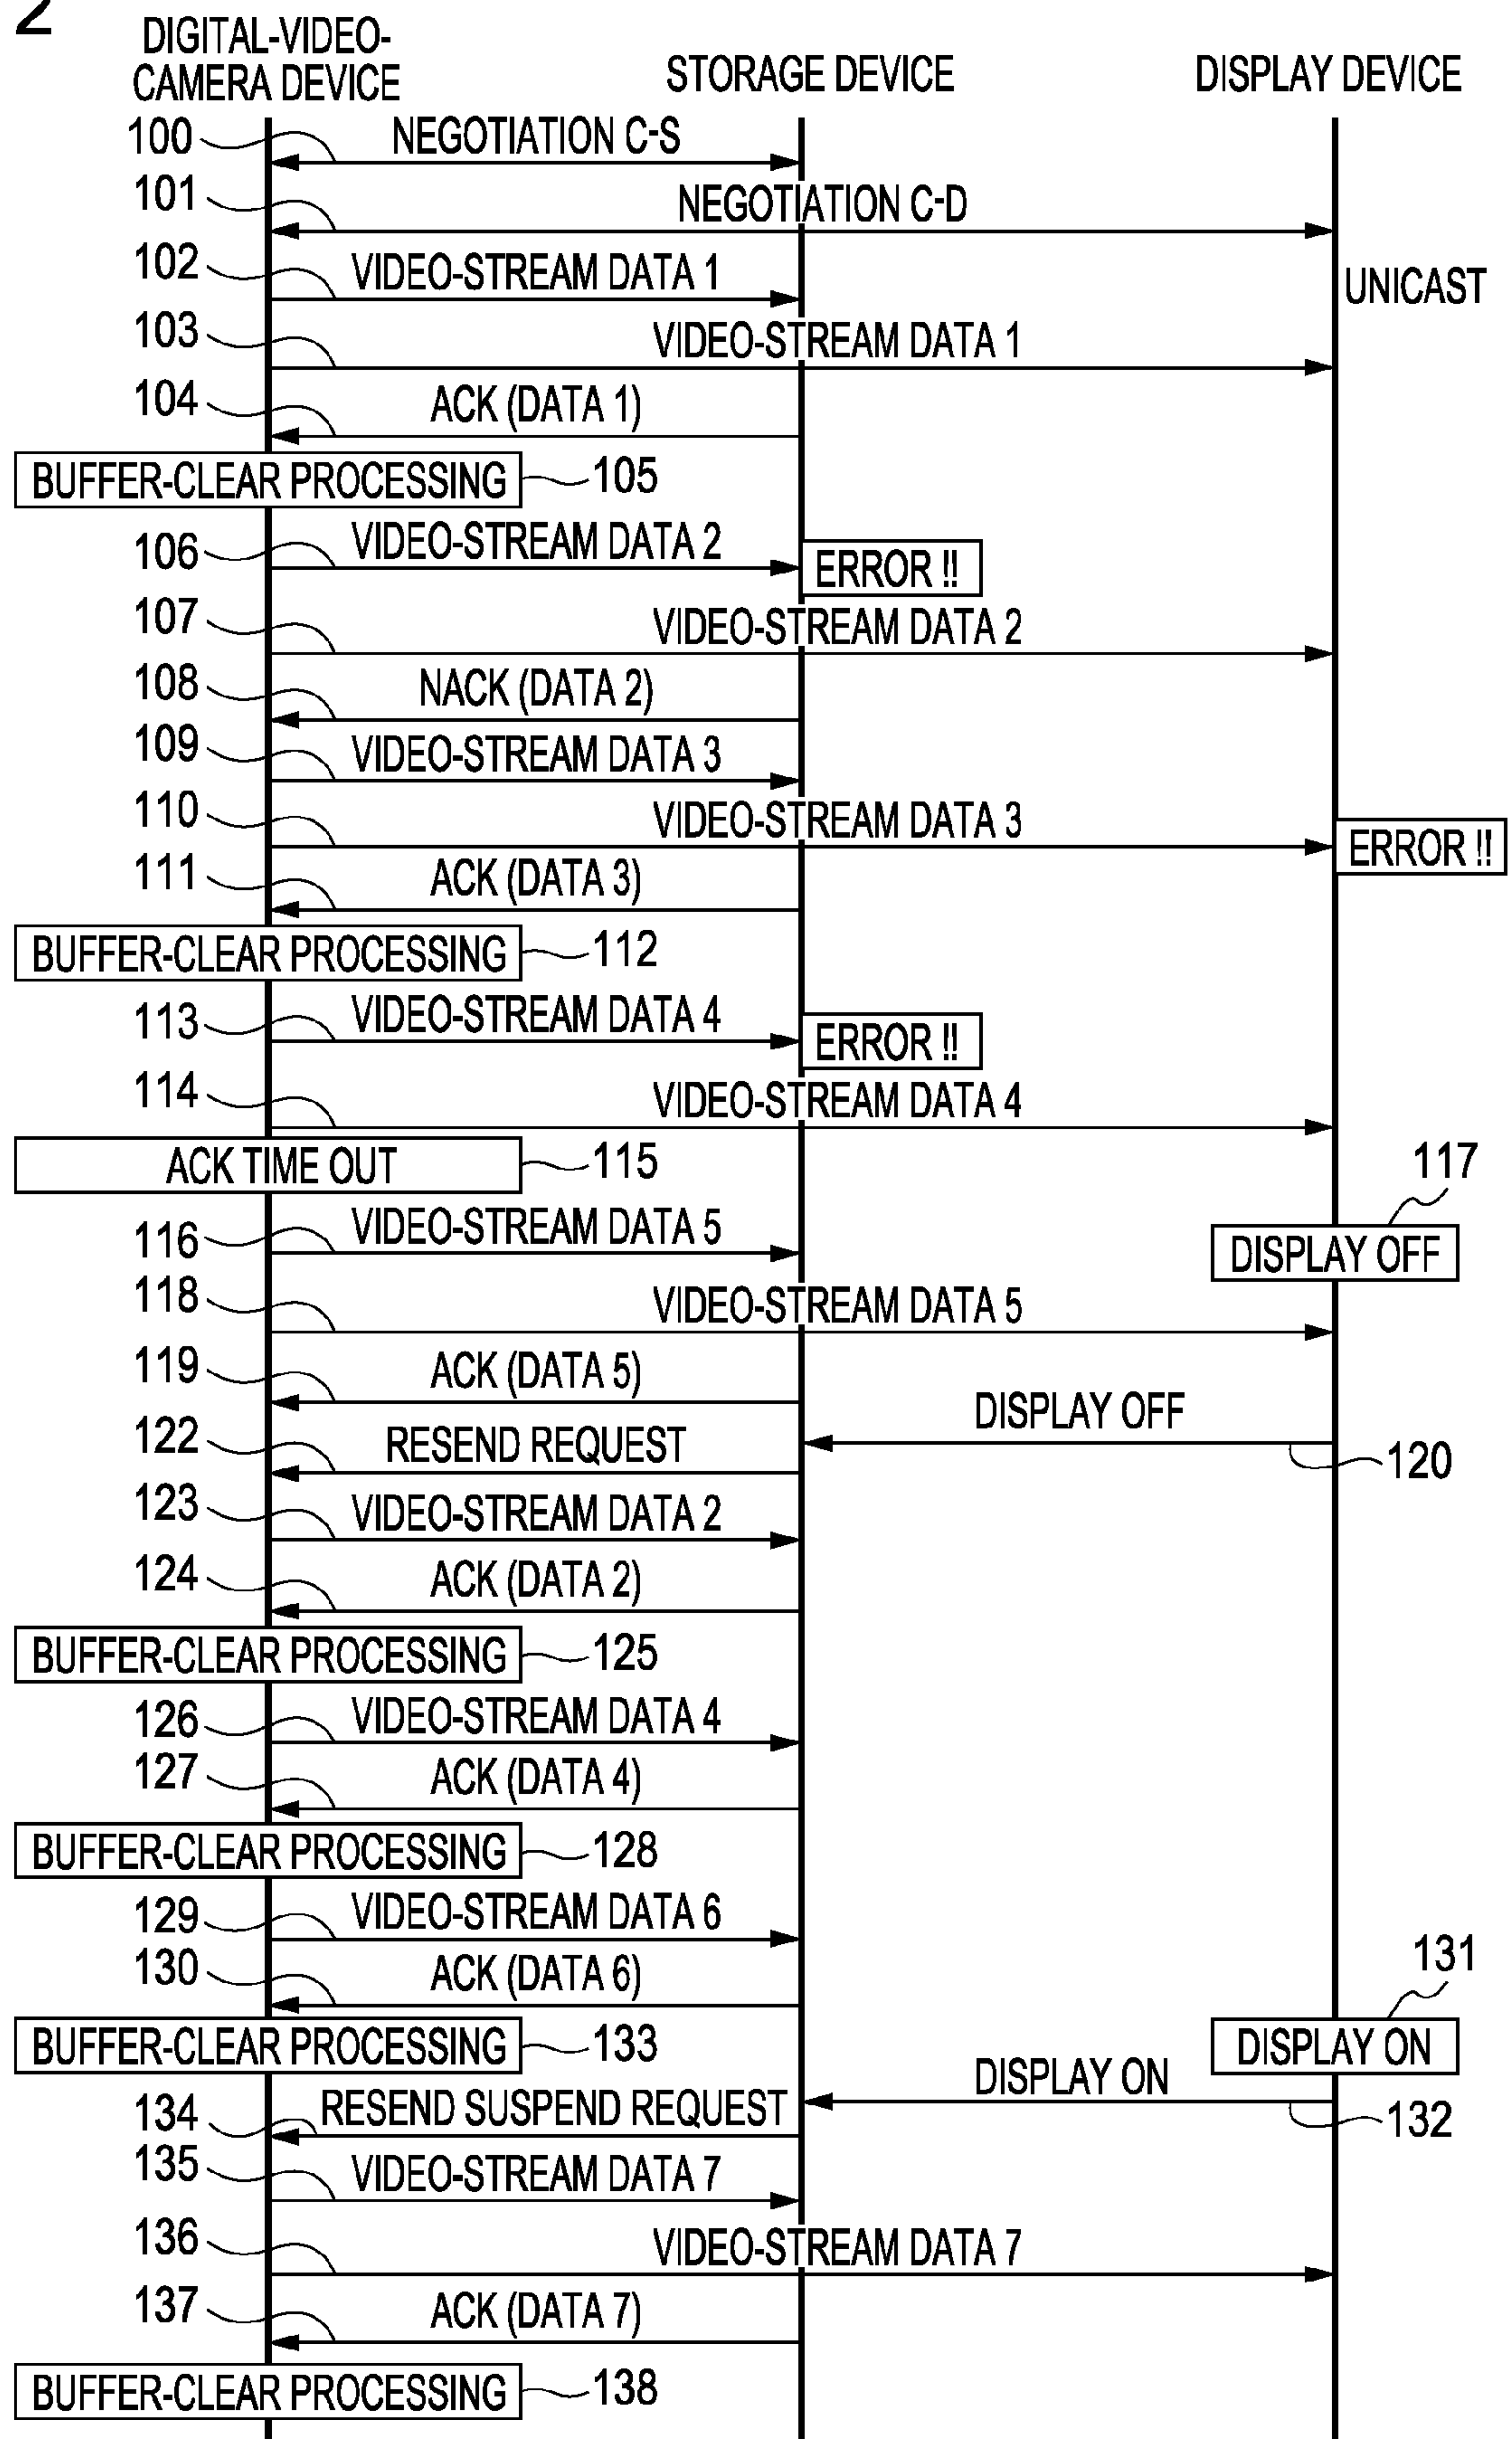 2
DIGITAL-VIDEO-
CAMERA DEVICE
STORAGE DEVICE
DISPLAY DEVICE
100
NEGOTIATION C-S
101
NEGOTIATION C-D
102
VIDEO-STREAM DATA 1
UNICAST
103
VIDEO-STREAM DATA 1
104
ACK (DATA 1)
BUFFER-CLEAR PROCESSING
105
106
VIDEO-STREAM DATA 2
ERROR !!
107
VIDEO-STREAM DATA 2
108
NACK (DATA 2)
109
VIDEO-STREAM DATA 3
110
VIDEO-STREAM DATA 3
ERROR !!
111
ACK (DATA 3)
BUFFER-CLEAR PROCESSING
112
113
VIDEO-STREAM DATA 4
ERROR !!
114
VIDEO-STREAM DATA 4
ACK TIME OUT
115
117
116
VIDEO-STREAM DATA 5
DISPLAY OFF
118
VIDEO-STREAM DATA 5
119
ACK (DATA 5)
DISPLAY OFF
120
122
RESEND REQUEST
123
VIDEO-STREAM DATA 2
124
ACK (DATA 2)
BUFFER-CLEAR PROCESSING
125
126
VIDEO-STREAM DATA 4
127
ACK (DATA 4)
BUFFER-CLEAR PROCESSING
128
129
VIDEO-STREAM DATA 6
130
ACK (DATA 6)
131
BUFFER-CLEAR PROCESSING
133
DISPLAY ON
DISPLAY ON
132
134
RESEND SUSPEND REQUEST
135
VIDEO-STREAM DATA 7
136
VIDEO-STREAM DATA 7
137
ACK (DATA 7)
BUFFER-CLEAR PROCESSING
138